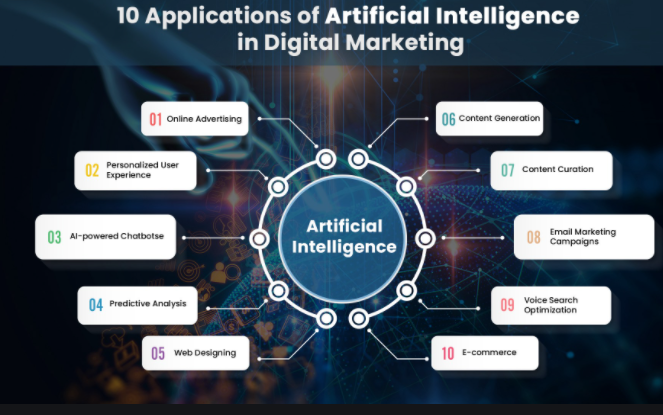 10 Applications of Artificial Intelligence
in Digital Marketing
01 Online Advertising
02 Personalized User
Experience
03 AI-powered Chatbotse
04 Predictive Analysis
05 Web Designing
Artificial
Intelligence
06 Content Generation
07 Content Curation
08 Email Marketing
Campaigns
09 Voice Search
Optimization
10 E-commerce